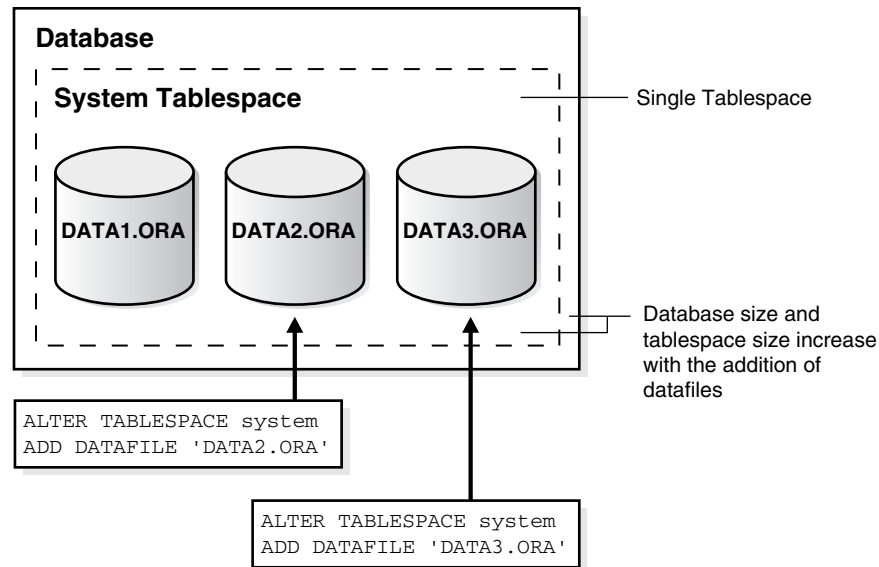 Database
System Tablespace
Single Tablespace
DATA1.ORA
DATA2.ORA
DATA3.ORA
Database size and
tablespace size increase
with the addition of
datafiles
ALTER TABLESPACE system
ADD DATAFILE 'DATA2.ORA'
ALTER TABLESPACE system
ADD DATAFILE 'DATA3.ORA'